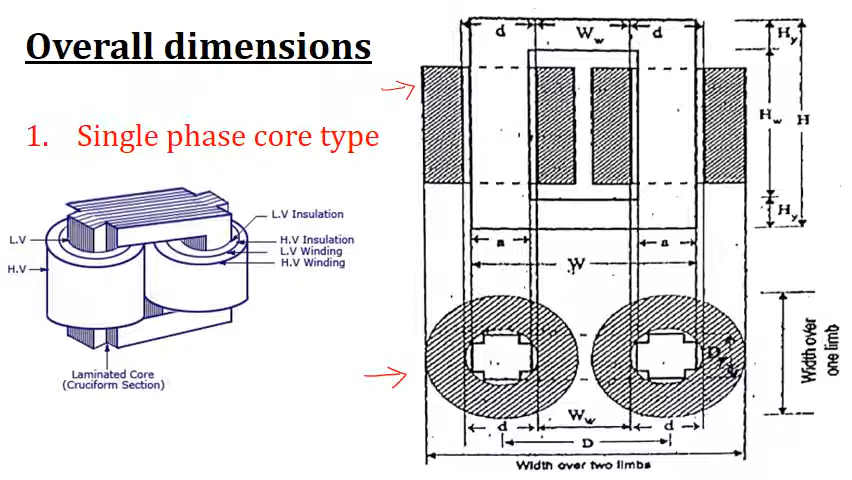 Overall dimensions
1. Single phase core type
L.V
H.V
L.V Insulation
H.V Insulation
L.V Winding
H.V Winding
Laminated Core
(Cruciform Section)
d
Ww
d
Hy
Hw
H
Hy
a
a
W
Width over
one limb
d
Ww
d
D
Width over two limbs